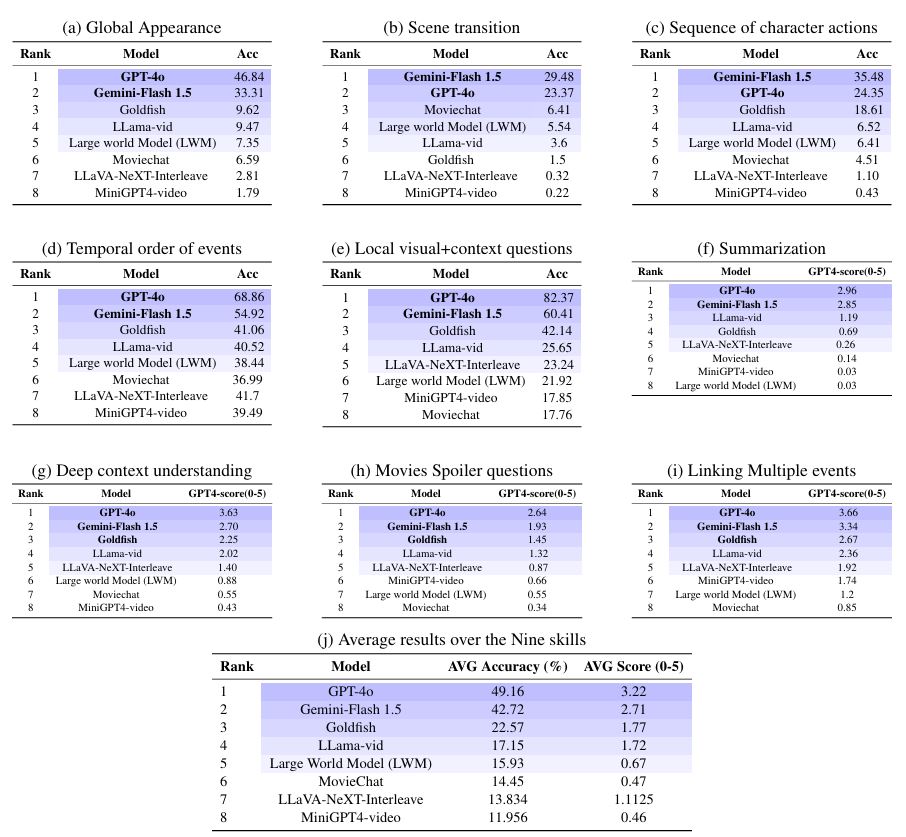 (a) Global Appearance
Rank Model Acc
1 GPT-4o 46.84
2 Gemini-Flash 1.5 33.31
3 Goldfish 9.62
4 LLama-vid 9.47
5 Large world Model (LWM) 7.35
6 Moviechat 6.59
7 LLaVA-NeXT-Interleave 2.81
8 MiniGPT4-video 1.79
(b) Scene transition
Rank Model Acc
1 Gemini-Flash 1.5 29.48
2 GPT-4o 23.37
3 Moviechat 6.41
4 Large world Model (LWM) 5.54
5 LLama-vid 3.6
6 Goldfish 1.5
7 LLaVA-NeXT-Interleave 0.32
8 MiniGPT4-video 0.22
(c) Sequence of character actions
Rank Model Acc
1 Gemini-Flash 1.5 35.48
2 GPT-4o 24.35
3 Goldfish 18.61
4 LLama-vid 6.52
5 Large world Model (LWM) 6.41
6 Moviechat 4.51
7 LLaVA-NeXT-Interleave 1.10
8 MiniGPT4-video 0.43
(d) Temporal order of events
Rank Model Acc
1 GPT-4o 68.86
2 Gemini-Flash 1.5 54.92
3 Goldfish 41.06
4 LLama-vid 40.52
5 Large world Model (LWM) 38.44
6 Moviechat 36.99
7 LLaVA-NeXT-Interleave 41.7
8 MiniGPT4-video 39.49
(e) Local visual+context questions
Rank Model Acc
1 GPT-4o 82.37
2 Gemini-Flash 1.5 60.41
3 Goldfish 42.14
4 LLama-vid 25.65
5 LLaVA-NeXT-Interleave 23.24
6 Large world Model (LWM) 21.92
7 MiniGPT4-video 17.85
8 Moviechat 17.76
(f) Summarization
Rank Model GPT4-score(0-5)
1 GPT-4o 2.96
2 Gemini-Flash 1.5 2.85
3 LLama-vid 1.19
4 Goldfish 0.69
5 LLaVA-NeXT-Interleave 0.26
6 Moviechat 0.14
7 MiniGPT4-video 0.03
8 Large world Model (LWM) 0.03
(g) Deep context understanding
Rank Model GPT4-score(0-5)
1 GPT-4o 3.63
2 Gemini-Flash 1.5 2.70
3 Goldfish 2.25
4 LLama-vid 2.02
5 LLaVA-NeXT-Interleave 1.40
6 Large world Model (LWM) 0.88
7 Moviechat 0.55
8 MiniGPT4-video 0.43
(h) Movies Spoiler questions
Rank Model GPT4-score(0-5)
1 GPT-4o 2.64
2 Gemini-Flash 1.5 1.93
3 Goldfish 1.45
4 LLama-vid 1.32
5 LLaVA-NeXT-Interleave 0.87
6 MiniGPT4-video 0.66
7 Large world Model (LWM) 0.55
8 Moviechat 0.34
(i) Linking Multiple events
Rank Model GPT4-score(0-5)
1 GPT-4o 3.66
2 Gemini-Flash 1.5 3.34
3 Goldfish 2.67
4 LLama-vid 2.36
5 LLaVA-NeXT-Interleave 1.92
6 MiniGPT4-video 1.74
7 Large world Model (LWM) 1.2
8 Moviechat 0.85
(j) Average results over the Nine skills
Rank Model AVG Accuracy (%) AVG Score (0-5)
1 GPT-4o 49.16 3.22
2 Gemini-Flash 1.5 42.72 2.71
3 Goldfish 22.57 1.77
4 LLama-vid 17.15 1.72
5 Large World Model (LWM) 15.93 0.67
6 MovieChat 14.45 0.47
7 LLaVA-NeXT-Interleave 13.834 1.1125
8 MiniGPT4-video 11.956 0.46